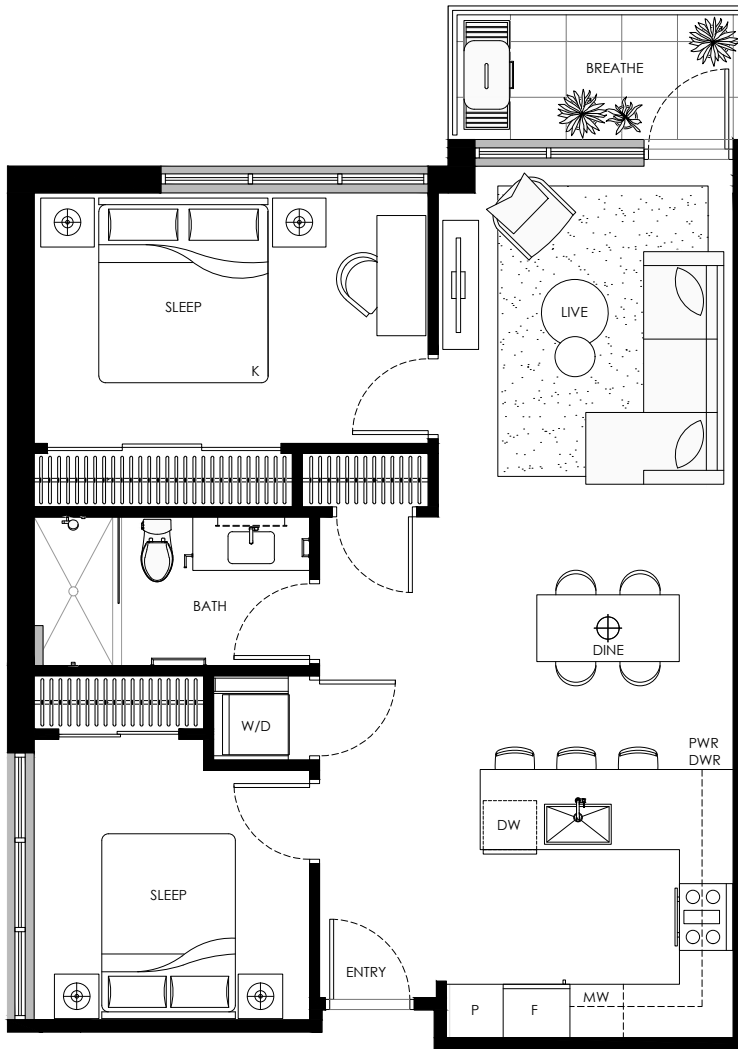 BREATHE
SLEEP
K
LIVE
BATH
DINE
W/D
PWR
DWR
DW
SLEEP
ENTRY
P
F
MW